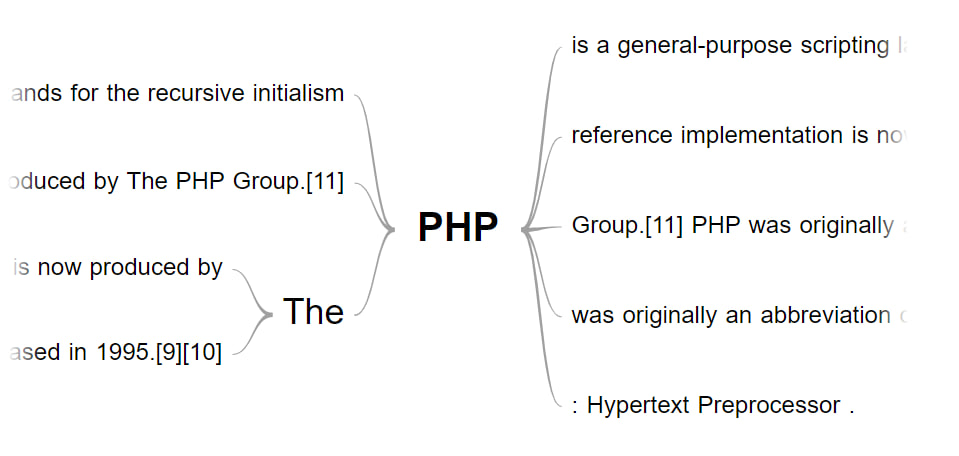 ands for the recursive initialism
oduced by The PHP Group.[11]
is now produced by
ased in 1995.[9][10]
The
PHP
is a general-purpose scripting
reference implementation is now
Group.[11] PHP was originally
was originally an abbreviation
: Hypertext Preprocessor .